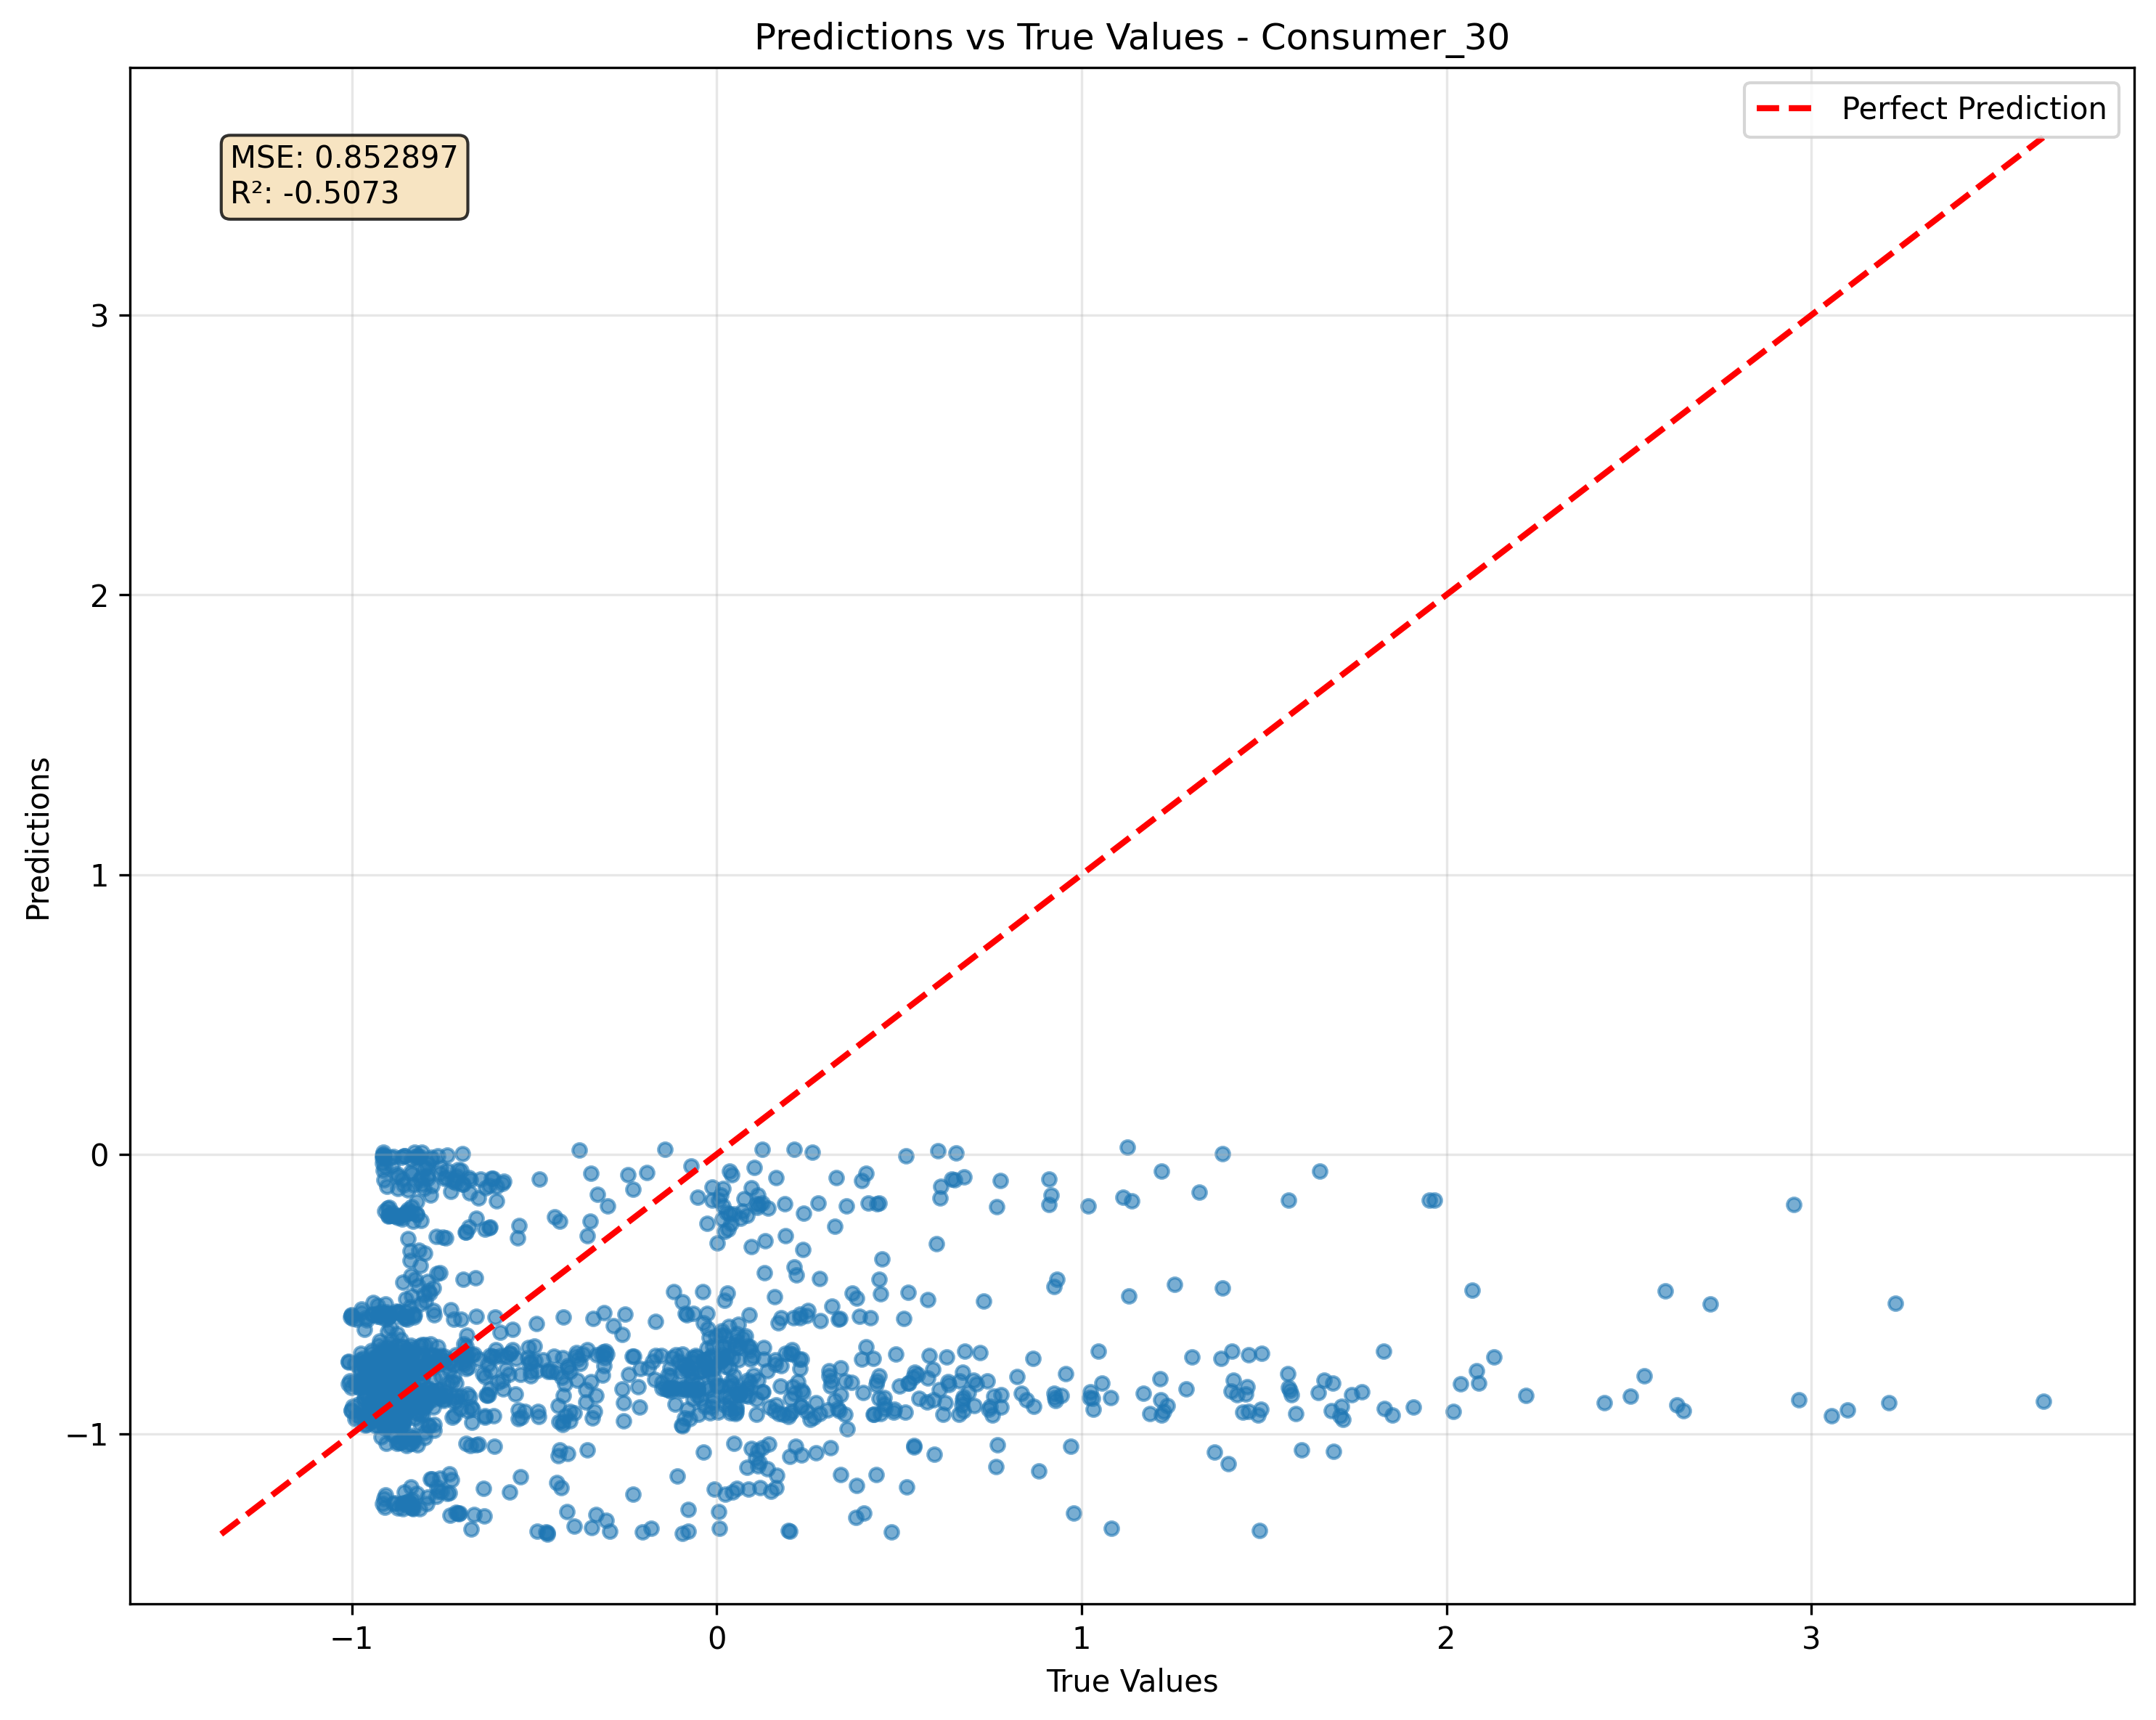 Predictions vs True Values - Consumer_30
MSE: 0.852897
R²: -0.5073
Perfect Prediction
3
2
1
0
−1
Predictions
−1
0
1
2
3
True Values